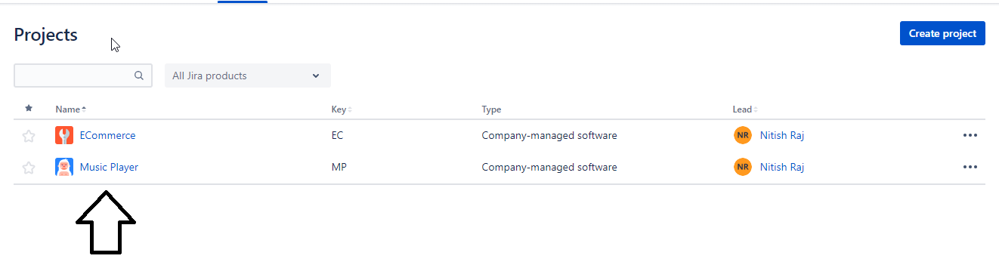 Projects
Create project
All Jira products
Name Key Type Lead
ECommerce EC Company-managed software NR Nitish Raj
Music Player MP Company-managed software NR Nitish Raj